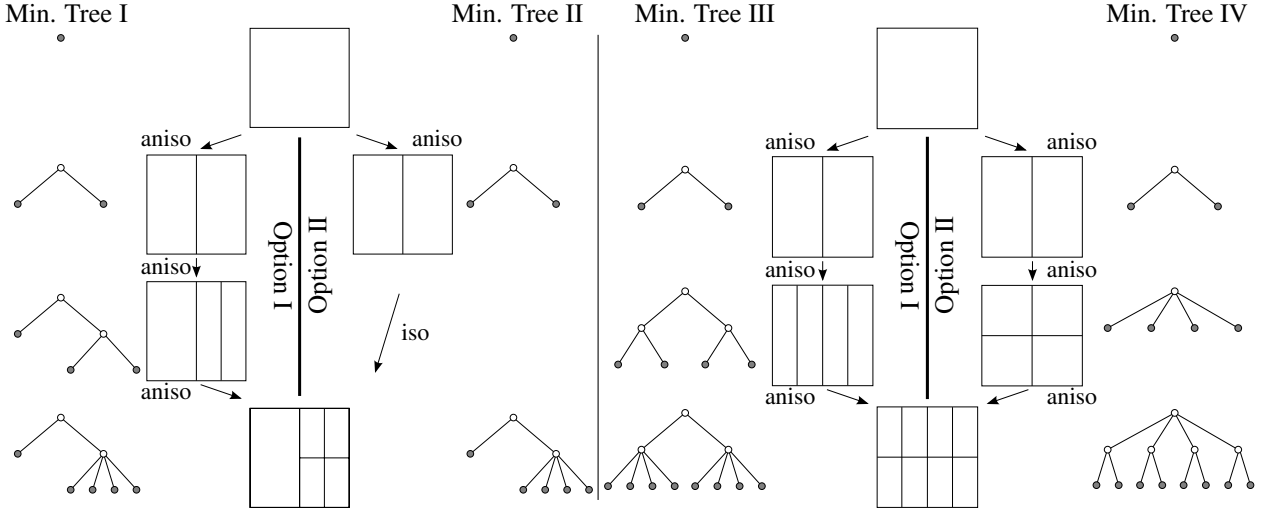 Min. Tree I
Min. Tree II
Min. Tree III
Min. Tree IV
aniso
aniso
aniso
aniso
Option I
Option II
Option I
Option II
aniso
aniso
aniso
iso
aniso
aniso
aniso
aniso